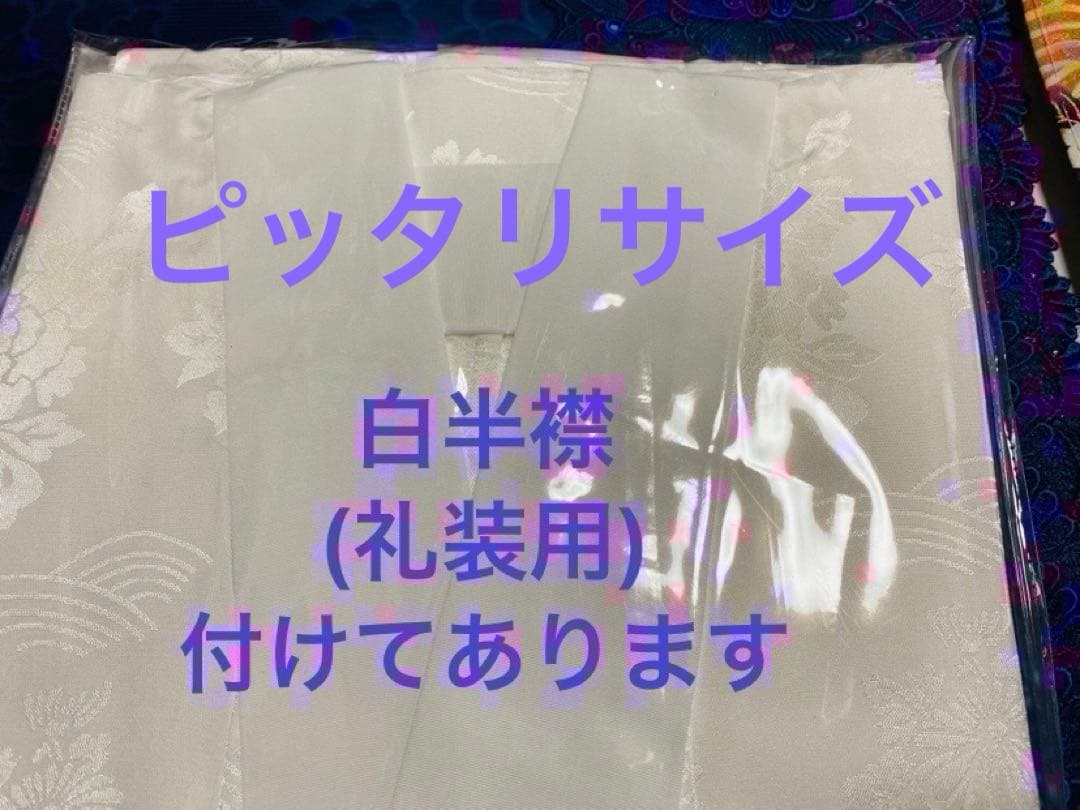 ピッタリサイズ
白半襟
(礼装用)
付けてあります